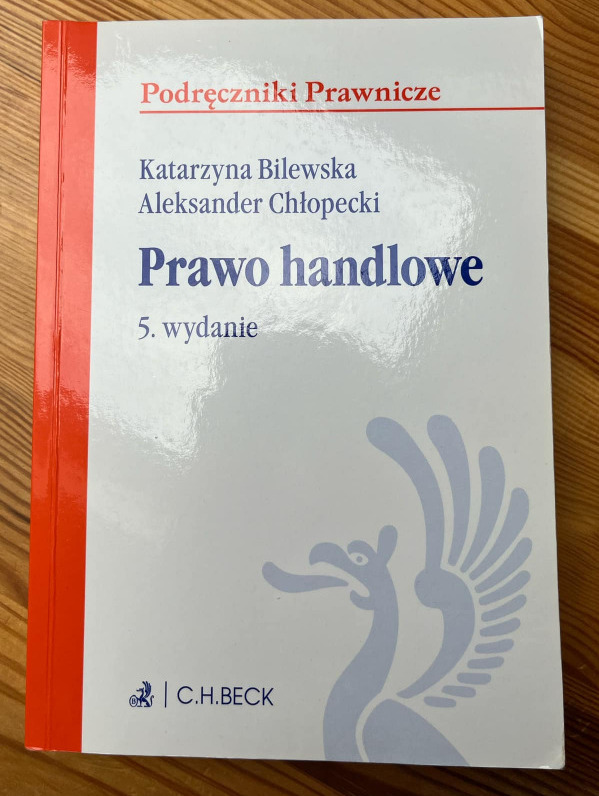 Podręczniki Prawnicze
Katarzyna Bilewska
Aleksander Chłopecki
Prawo handlowe
5. wydanie
C.H.BECK